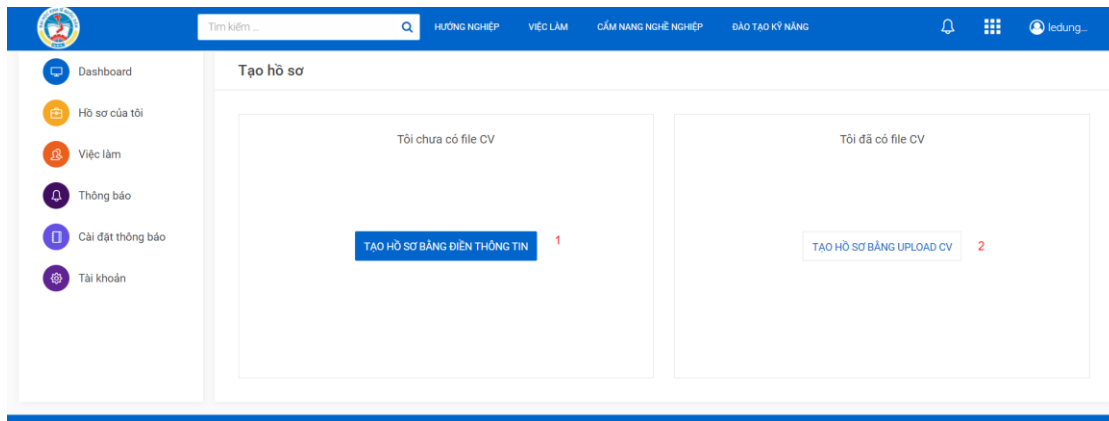 Tìm kiếm ...
HƯỚNG NGHIỆP
VIỆC LÀM
CẨM NANG NGHỀ NGHIỆP
ĐÀO TẠO KỸ NĂNG
ledung...
Dashboard
Hồ sơ của tôi
Việc làm
Thông báo
Cài đặt thông báo
Tài khoản
Tạo hồ sơ
Tôi chưa có file CV
TẠO HỒ SƠ BẰNG ĐIỀN THÔNG TIN
1
Tôi đã có file CV
TẠO HỒ SƠ BẰNG UPLOAD CV
2